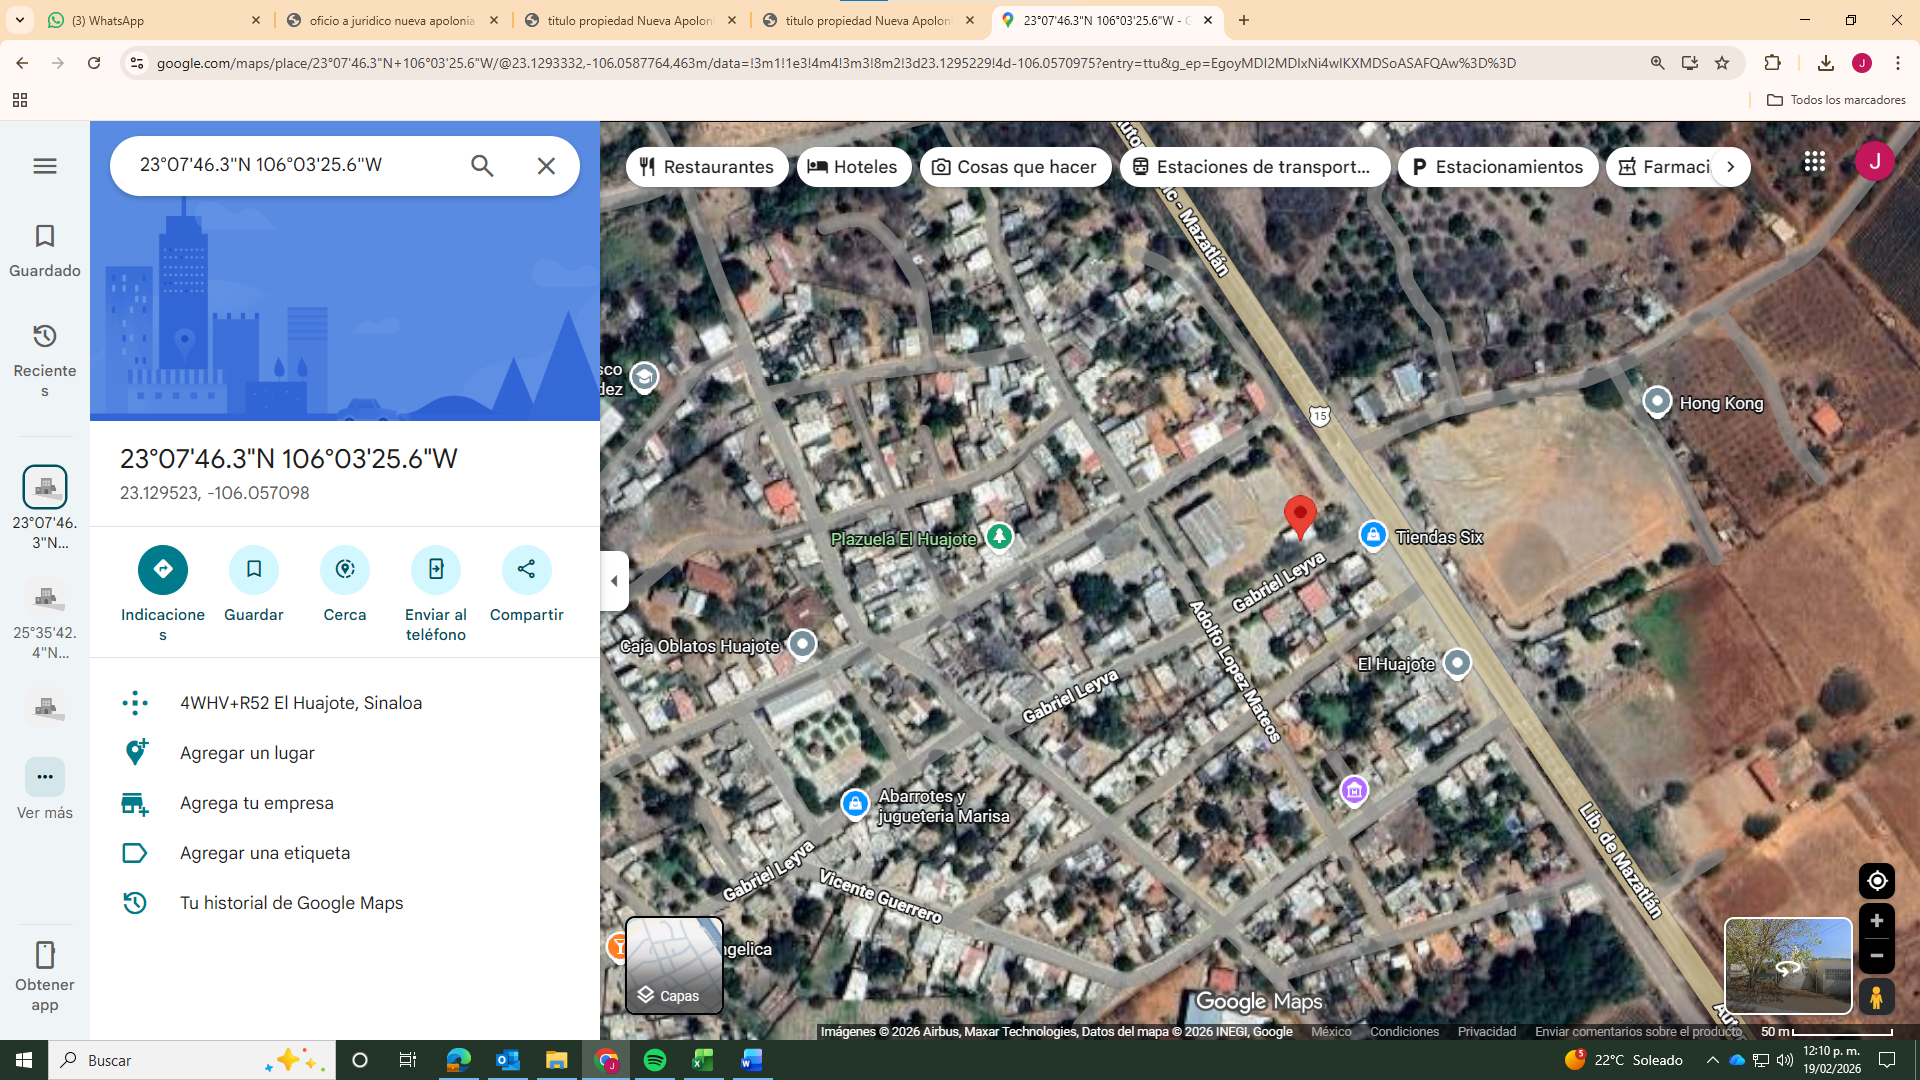 (3) WhatsApp
oficio a juridico nueva apolonia
titulo propiedad Nueva Apolon
titulo propiedad Nueva Apolon
23°07'46.3"N 106°03'25.6"W - G
google.com/maps/place/23°07'46.3"N+106°03'25.6"W/@23.1293332,-106.0587764,463m/data=!3m1!1e3!4m4!3m3!8m2!3d23.1295229!4d-106.0570975?entry=ttu&g_ep=EgoyMDI2MDIxNi4wIKXMDSoASAFQAw%3D%3D
J
Todos los marcadores
23°07'46.3"N 106°03'25.6"W
Restaurantes
Hoteles
Cosas que hacer
Estaciones de transport...
Estacionamientos
Farmaci
J
Guardado
Reciente
s
23°07'46.
3"N...
25°35'42.
4"N...
Ver más
Obtener
app
23°07'46.3"N 106°03'25.6"W
23.129523, -106.057098
Indicacione
s
Guardar
Cerca
Enviar al
teléfono
Compartir
4WHV+R52 El Huajote, Sinaloa
Agregar un lugar
Agrega tu empresa
Agregar una etiqueta
Tu historial de Google Maps
ic - Mazatlán
sco
dez
15
Hong Kong
Plazuela El Huajote
Tiendas Six
Gabriel Leyva
Caja Oblatos Huajote
Adolfo Lopez Mateos
El Huajote
Gabriel Leyva
Abarrotes y
jugueteria Marisa
Gabriel Leyva
Vicente Guerrero
Lib. de Mazatlán
ngelica
Capas
Google Maps
Imágenes © 2026 Airbus, Maxar Technologies, Datos del mapa © 2026 INEGI, Google
México
Condiciones
Privacidad
Enviar comentarios sobre el producto
50 m
Buscar
5
22°C Soleado
12:10 p. m.
19/02/2026